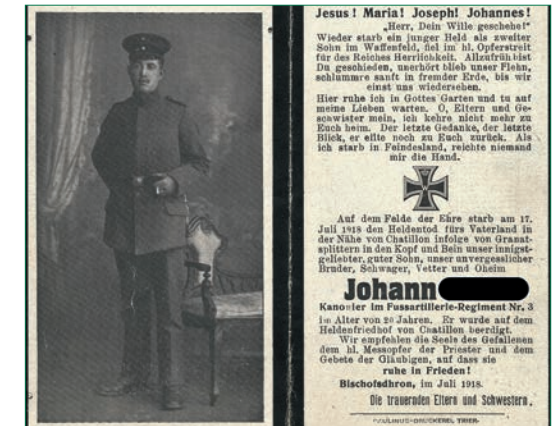 Jesus! Maria! Joseph! Johannes!
„Herr, Dein Wille geschehe!“
Wieder starb ein junger Held als zweiter
Sohn im Waffenfeld, fiel im hl. Opferstreit
für des Reiches Herrlichkeit. Allzufrüh bist
Du geschieden, unerhört blieb unser Flehn,
schlummre sanft in fremder Erde, bis wir
einst uns wiedersehen.
Hier ruhe ich in Gottes Garten und tu auf
meine Lieben warten. O, Eltern und Ge-
schwister mein, ich kehre nicht mehr zu
Euch heim. Der letzte Gedanke, der letzte
Blick, er eilte noch zu Euch zurück. Als
ich starb in Feindesland, reichte niemand
mir die Hand.
Auf dem Felde der Ehre starb am 17.
Juli 1918 den Heldentod fürs Vaterland in
der Nähe von Chatillon infolge von Granat-
splittern in den Kopf und Bein unser innigst-
geliebter, guter Sohn, unser unvergesslicher
Bruder, Schwager, Vetter und Oheim
Johann
Kanonier im Fussartillerie-Regiment Nr. 3
im Alter von 20 Jahren. Er wurde auf dem
Heldenfriedhof von Chatillon beerdigt.
Wir empfehlen die Seele des Gefallenen
dem hl. Messopfer der Priester und dem
Gebete der Gläubigen, auf dass sie
ruhe in Frieden!
Bischofsdhron, im Juli 1918.
Die trauernden Eltern und Schwestern.
PAULINUS-DRUCKEREI, TRIER.